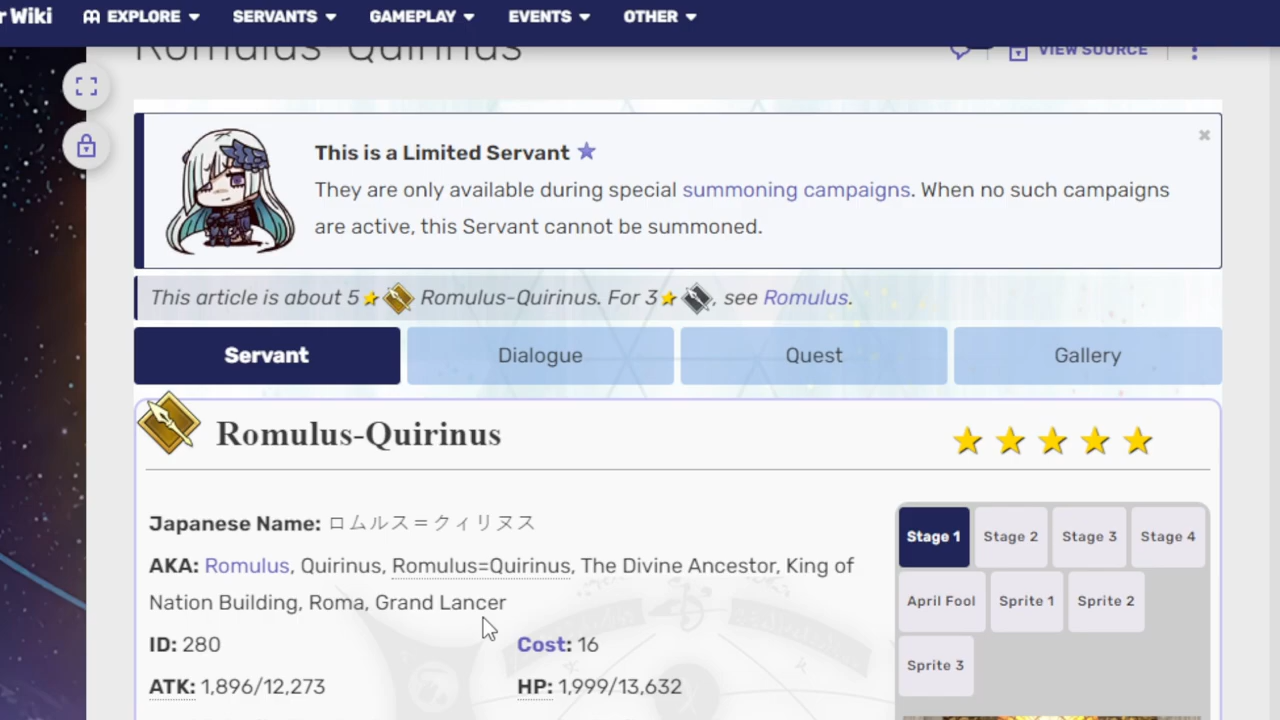 r Wiki EXPLORE SERVANTS GAMEPLAY EVENTS OTHER
Romulus-Quirinus VIEW SOURCE
This is a Limited Servant
They are only available during special summoning campaigns. When no such campaigns
are active, this Servant cannot be summoned.
This article is about 5 Romulus-Quirinus. For 3 , see Romulus.
Servant Dialogue Quest Gallery
Romulus-Quirinus
Japanese Name: ロムルス=クィリヌス
Stage 1 Stage 2 Stage 3 Stage 4
AKA: Romulus, Quirinus, Romulus=Quirinus, The Divine Ancestor, King of
Nation Building, Roma, Grand Lancer
April Fool Sprite 1 Sprite 2
ID: 280 Cost: 16
Sprite 3
ATK: 1,896/12,273 HP: 1,999/13,632